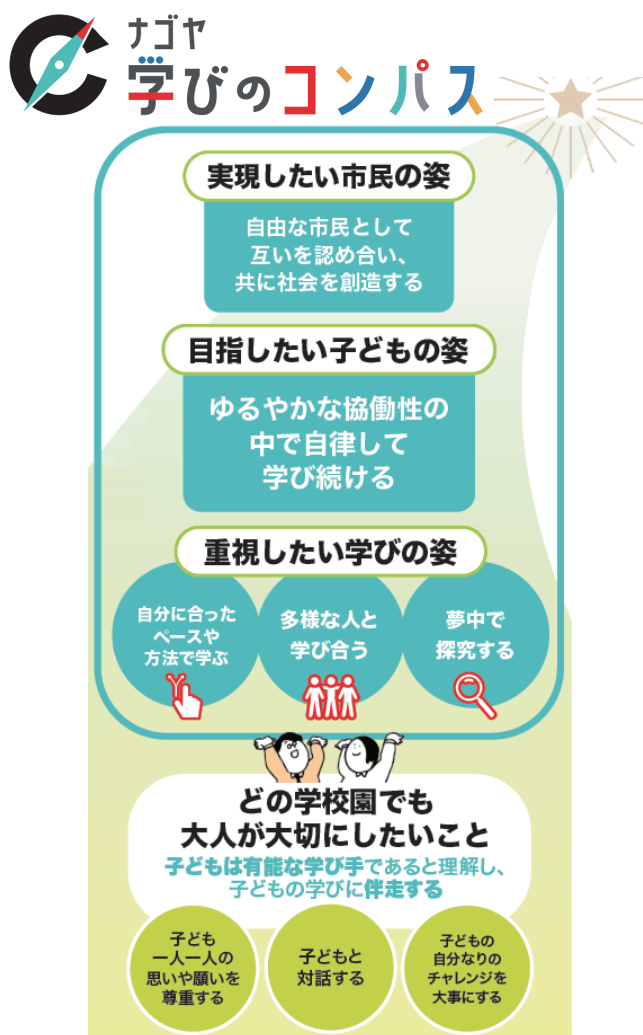 ナゴヤ
学びのコンパス
実現したい市民の姿
自由な市民として
互いを認め合い、
共に社会を創造する
目指したい子どもの姿
ゆるやかな協働性の
中で自律して
学び続ける
重視したい学びの姿
自分に合った
ペースや
方法で学ぶ
多様な人と
学び合う
夢中で
探究する
どの学校園でも
大人が大切にしたいこと
子どもは有能な学び手であると理解し、
子どもの学びに伴走する
子ども
一人一人の
思いや願いを
尊重する
子どもと
対話する
子どもの
自分なりの
チャレンジを
大事にする